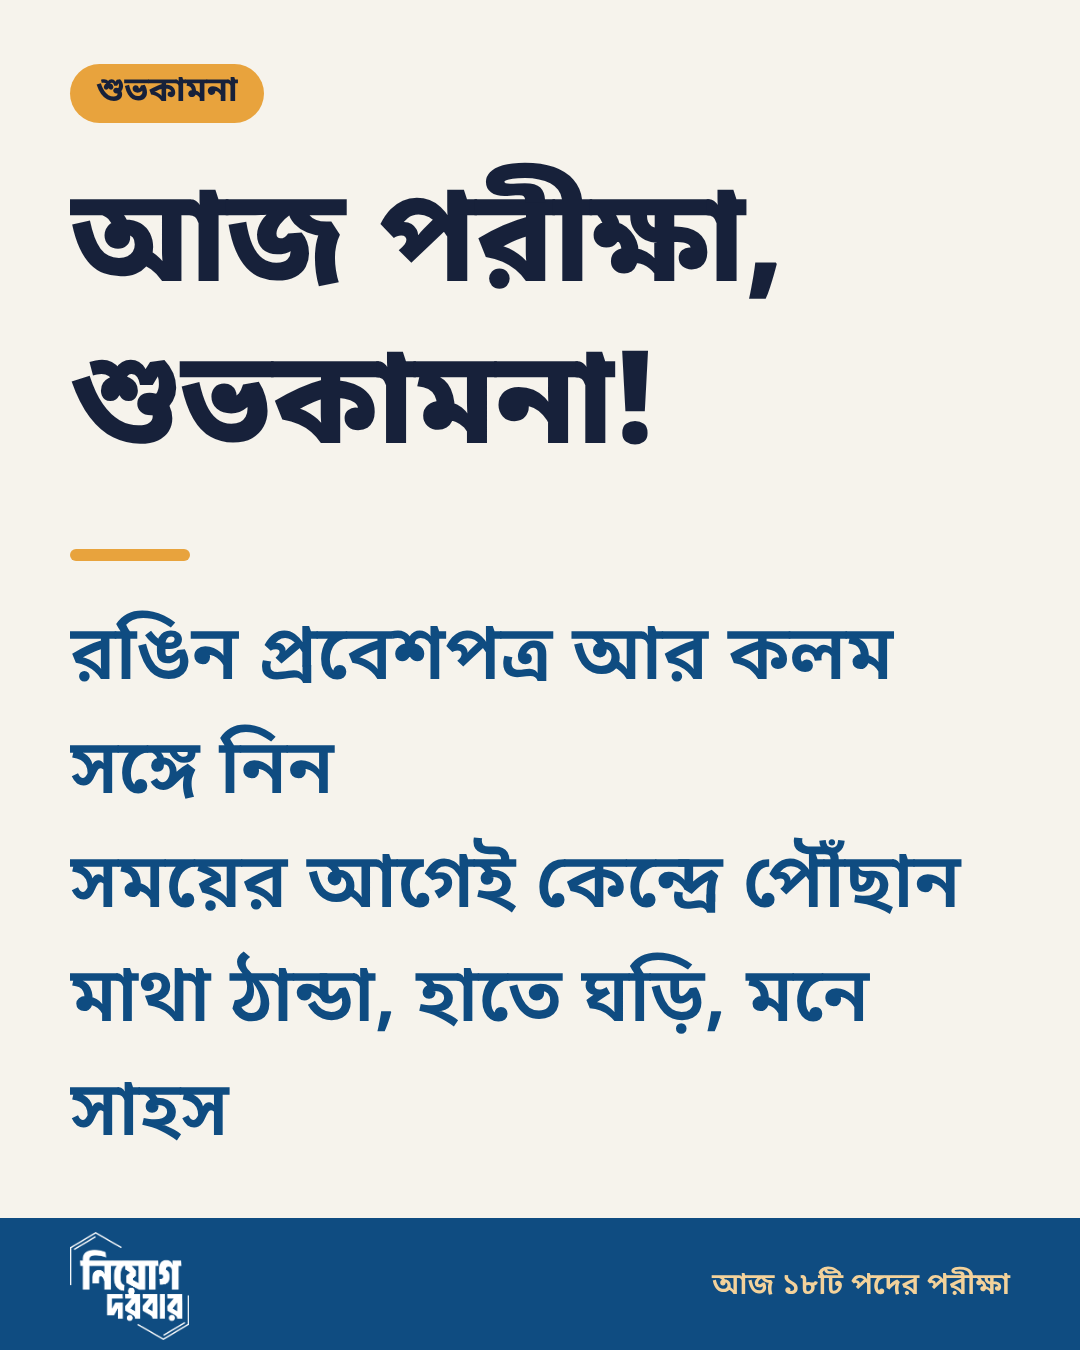 শুভকামনা
আজ পরীক্ষা,
শুভকামনা!
রঙিন প্রবেশপত্র আর কলম
সঙ্গে নিন
সময়ের আগেই কেন্দ্রে পৌঁছান
মাথা ঠান্ডা, হাতে ঘড়ি, মনে
সাহস
নিয়োগ
দরবার
আজ ১৮টি পদের পরীক্ষা